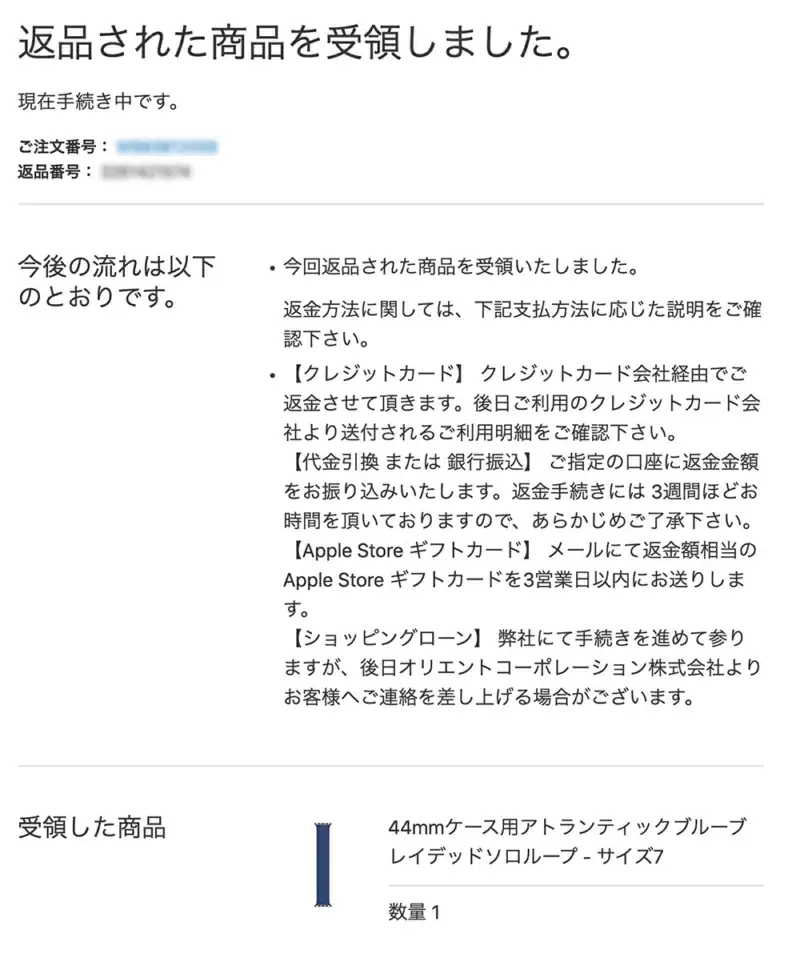 返品された商品を受領しました。
現在手続き中です。
ご注文番号：
返品番号：
今後の流れは以下
のとおりです。
• 今回返品された商品を受領いたしました。
返金方法に関しては、下記支払方法に応じた説明をご確
認下さい。
• 【クレジットカード】 クレジットカード会社経由でご
返金させて頂きます。後日ご利用のクレジットカード会
社より送付されるご利用明細をご確認下さい。
【代金引換 または 銀行振込】 ご指定の口座に返金金額
をお振り込みいたします。返金手続きには 3週間ほどお
時間を頂いておりますので、あらかじめご了承下さい。
【Apple Store ギフトカード】 メールにて返金額相当の
Apple Store ギフトカードを3営業日以内にお送りしま
す。
【ショッピングローン】 弊社にて手続きを進めて参り
ますが、後日オリエントコーポレーション株式会社より
お客様へご連絡を差し上げる場合がございます。
受領した商品
44mmケース用アトランティックブルーブ
レイデッドソロループ - サイズ7
数量 1